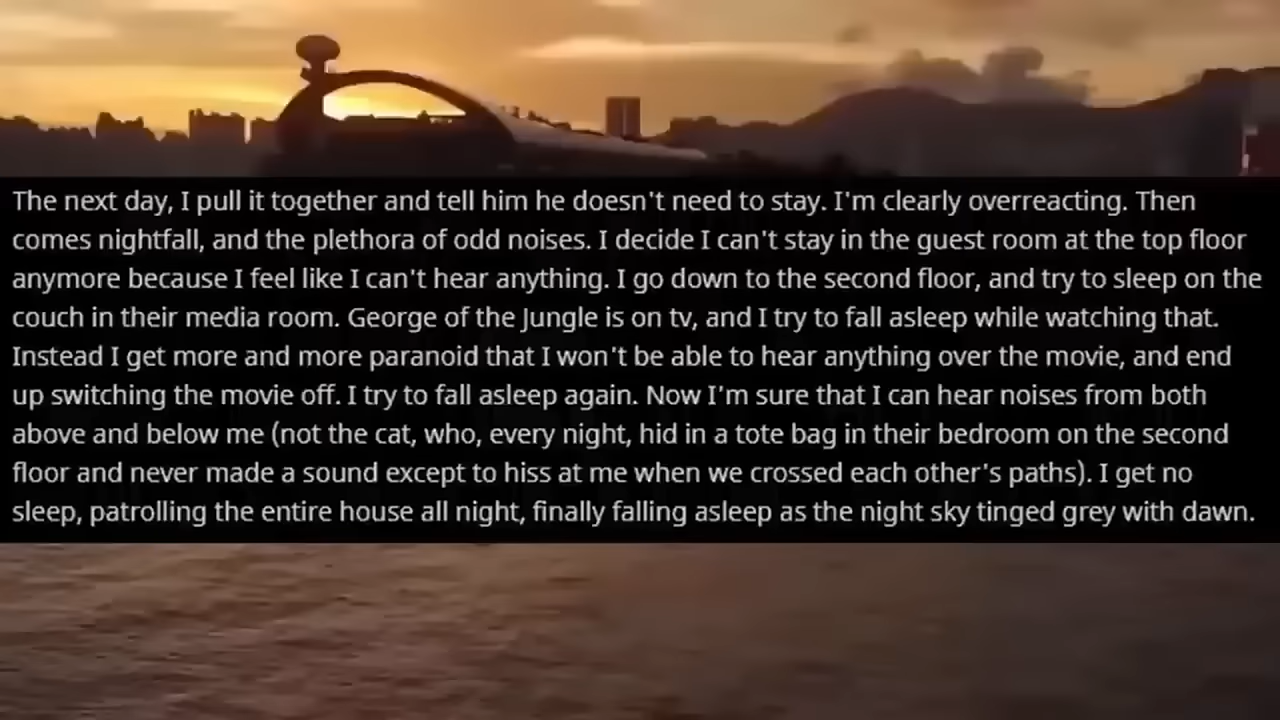 The next day, I pull it together and tell him he doesn't need to stay. I'm clearly overreacting. Then
comes nightfall, and the plethora of odd noises. I decide I can't stay in the guest room at the top floor
anymore because I feel like I can't hear anything. I go down to the second floor, and try to sleep on the
couch in their media room. George of the Jungle is on tv, and I try to fall asleep while watching that.
Instead I get more and more paranoid that I won't be able to hear anything over the movie, and end
up switching the movie off. I try to fall asleep again. Now I'm sure that I can hear noises from both
above and below me (not the cat, who, every night, hid in a tote bag in their bedroom on the second
floor and never made a sound except to hiss at me when we crossed each other's paths). I get no
sleep, patrolling the entire house all night, finally falling asleep as the night sky tinged grey with dawn.